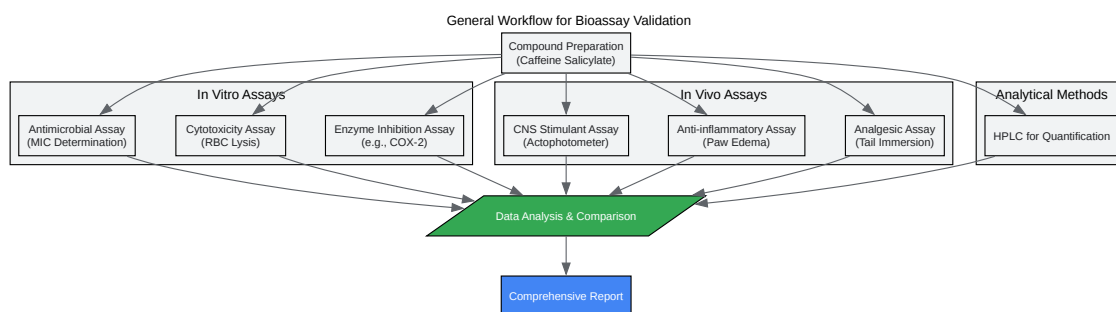 General Workflow for Bioassay Validation
Compound Preparation
(Caffeine Salicylate)
In Vitro Assays
In Vivo Assays
Analytical Methods
Antimicrobial Assay
(MIC Determination)
Cytotoxicity Assay
(RBC Lysis)
Enzyme Inhibition Assay
(e.g., COX-2)
CNS Stimulant Assay
(Actophotometer)
Anti-inflammatory Assay
(Paw Edema)
Analgesic Assay
(Tail Immersion)
HPLC for Quantification
Data Analysis & Comparison
Comprehensive Report